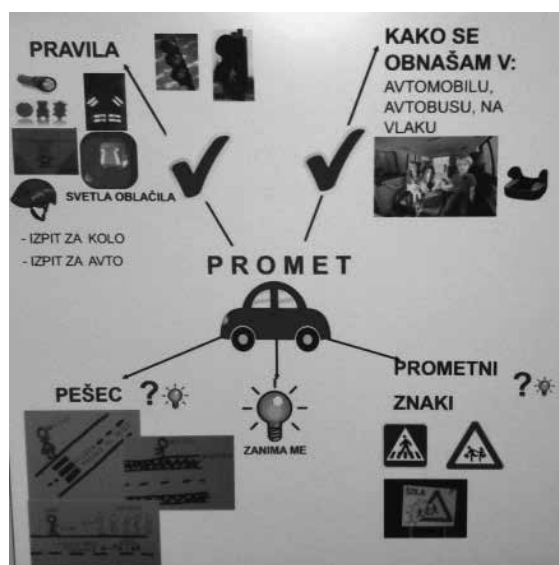 PRAVILA
SVETLA OBLAČILA
- IZPIT ZA KOLO
- IZPIT ZA AVTO
KAKO SE
OBNAŠAM V:
AVTOMOBILU,
AVTOBUSU, NA
VLAKU
PROMET
PEŠEC ?
ZANIMA ME
PROMETNI ?
ZNAKI
ŠOLA